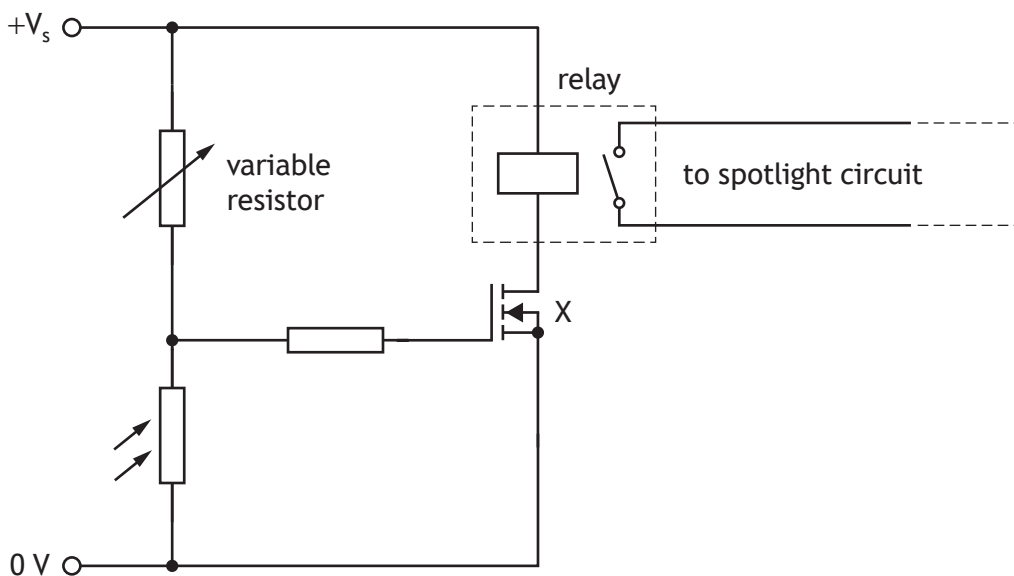 +Vs
relay
variable
resistor
to spotlight circuit
X
0 V